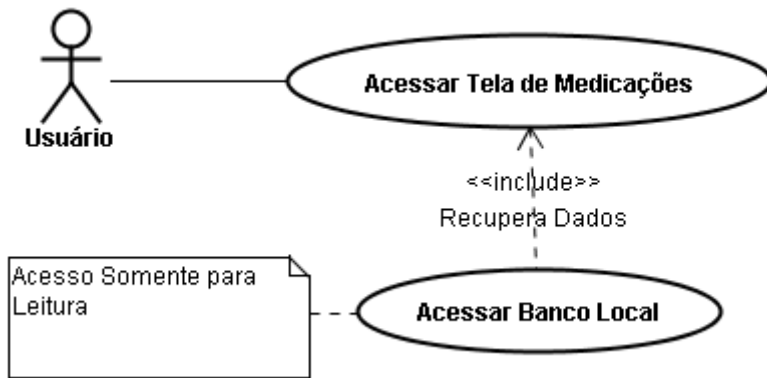 Acessar Tela de Medicações
Usuário
<<include>>
Recupera Dados
Acesso Somente para
Leitura
Acessar Banco Local